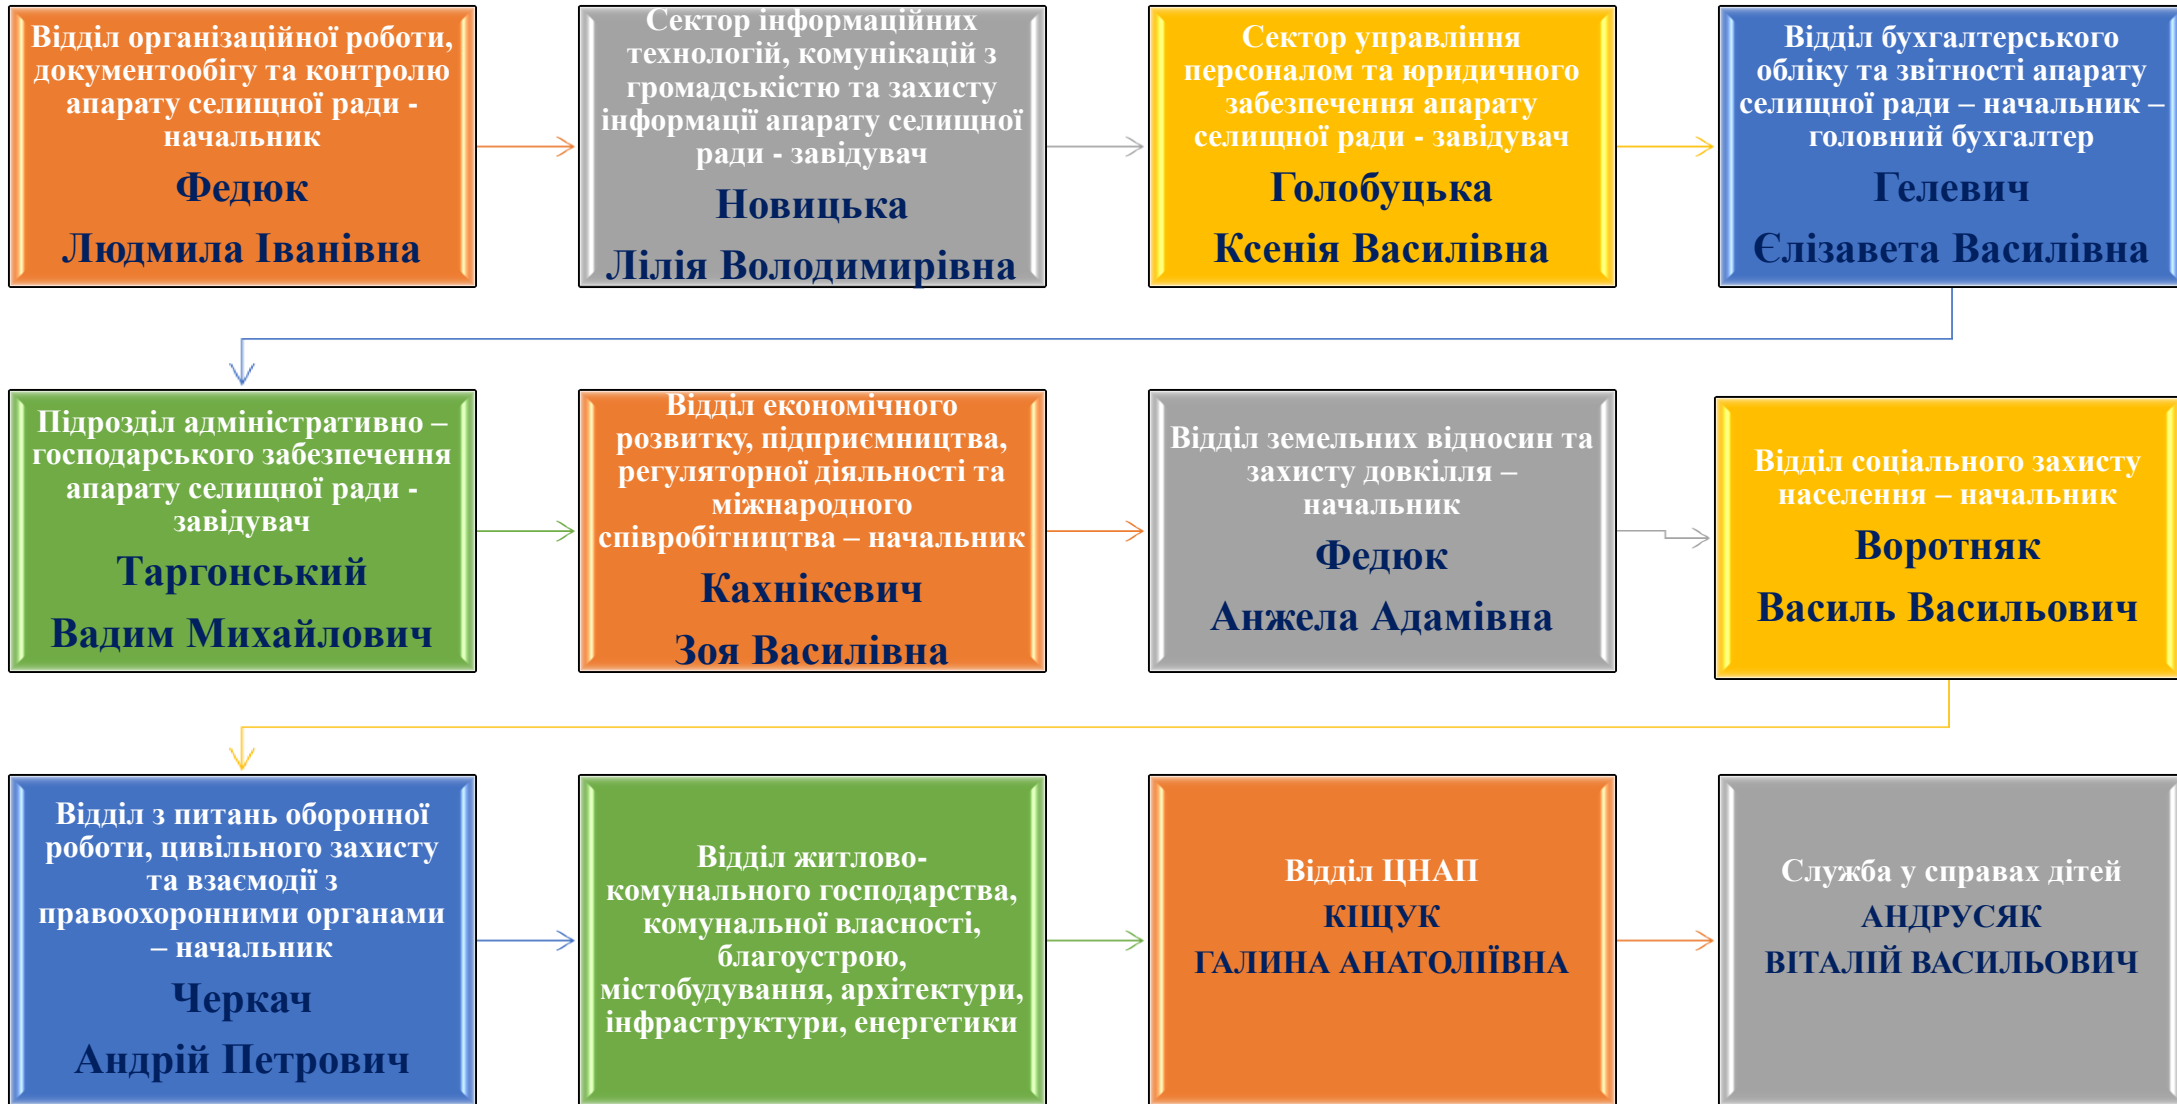 Відділ організаційної роботи,
документообігу та контролю
апарату селищної ради -
начальник
Федюк
Людмила Іванівна
Сектор інформаційних
технологій, комунікацій з
громадськістю та захисту
інформації апарату селищної
ради - завідувач
Новицька
Лілія Володимирівна
Сектор управління
персоналом та юридичного
забезпечення апарату
селищної ради - завідувач
Голобуцька
Ксенія Василівна
Відділ бухгалтерського
обліку та звітності апарату
селищної ради – начальник –
головний бухгалтер
Гелевич
Єлізавета Василівна
Підрозділ адміністративно –
господарського забезпечення
апарату селищної ради -
завідувач
Таргонський
Вадим Михайлович
Відділ економічного
розвитку, підприємництва,
регуляторної діяльності та
міжнародного
співробітництва – начальник
Кахнікевич
Зоя Василівна
Відділ земельних відносин та
захисту довкілля –
начальник
Федюк
Анжела Адамівна
Відділ соціального захисту
населення – начальник
Воротняк
Василь Васильович
Відділ з питань оборонної
роботи, цивільного захисту
та взаємодії з
правоохоронними органами
– начальник
Черкач
Андрій Петрович
Відділ житлово-
комунального господарства,
комунальної власності,
благоустрою,
містобудування, архітектури,
інфраструктури, енергетики
Відділ ЦНАП
КІЩУК
ГАЛИНА АНАТОЛІЇВНА
Служба у справах дітей
АНДРУСЯК
ВІТАЛІЙ ВАСИЛЬОВИЧ